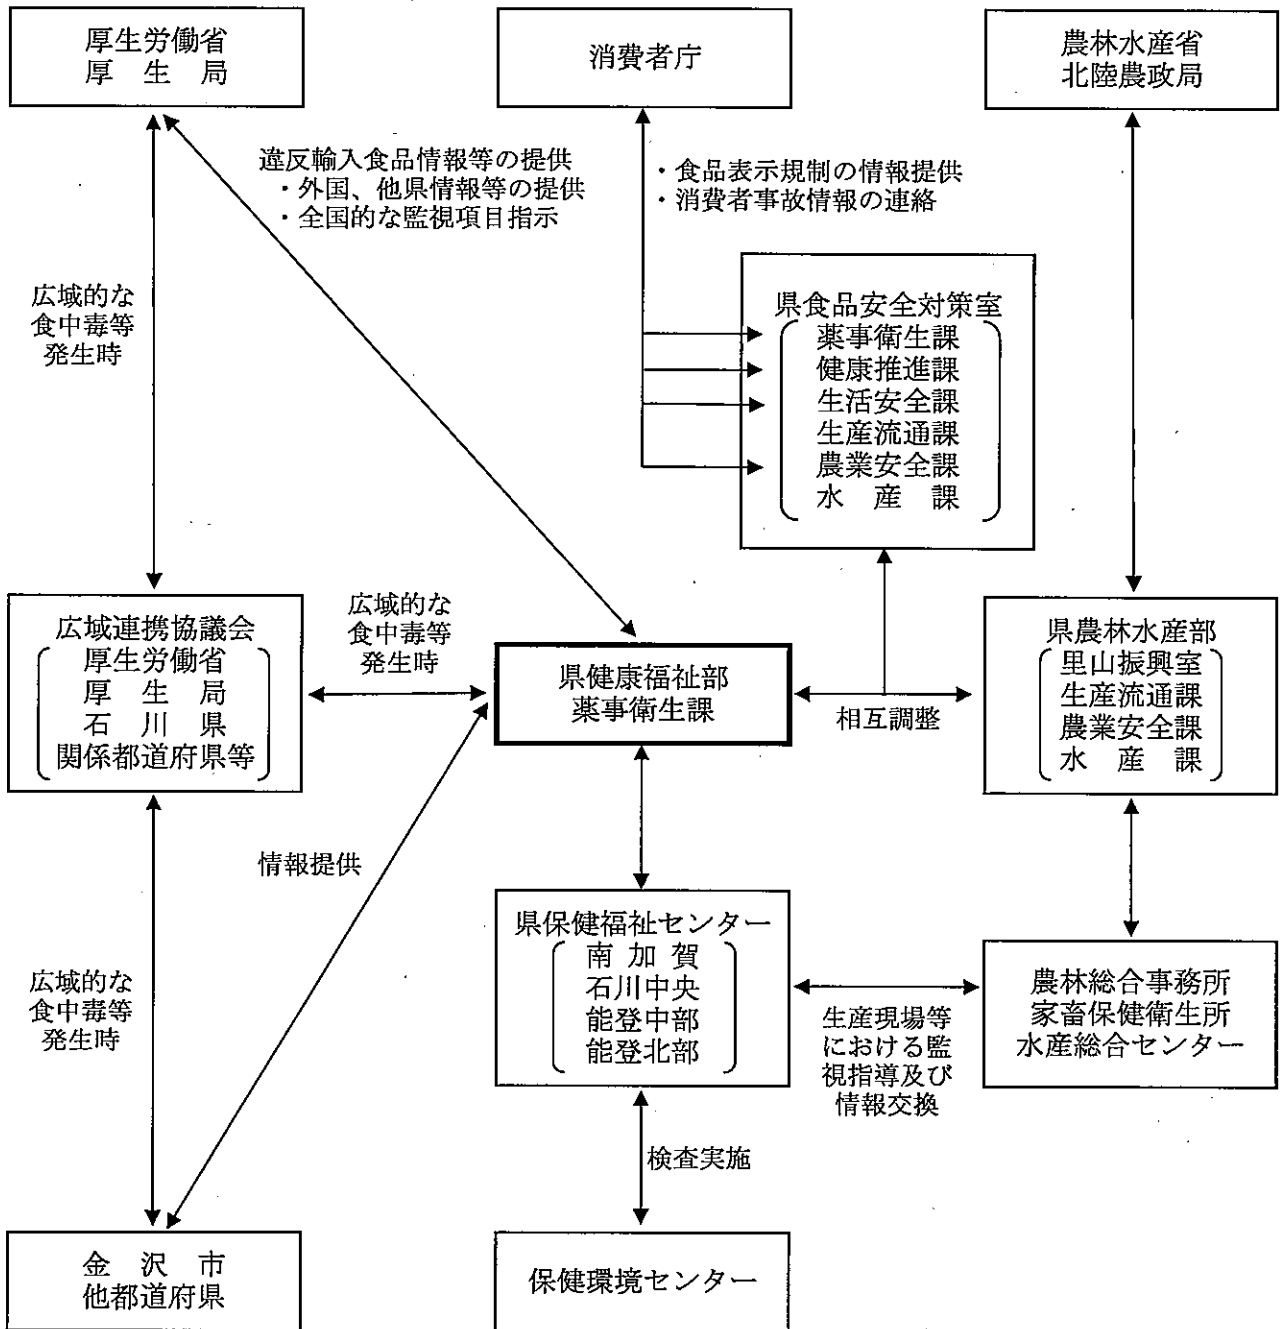 厚生労働省
厚　生　局
消費者庁
農林水産省
北陸農政局
違反輸入食品情報等の提供
・外国、他県情報等の提供
・全国的な監視項目指示
・食品表示規制の情報提供
・消費者事故情報の連絡
広域的な
食中毒等
発生時
県食品安全対策室
薬事衛生課
健康推進課
生活安全課
生産流通課
農業安全課
水　産　課
広域連携協議会
厚生労働省
厚　生　局
石　川　県
関係都道府県等
広域的な
食中毒等
発生時
県健康福祉部
薬事衛生課
相互調整
県農林水産部
里山振興室
生産流通課
農業安全課
水　産　課
情報提供
県保健福祉センター
南 加 賀
石川中央
能登中部
能登北部
広域的な
食中毒等
発生時
生産現場等
における監
視指導及び
情報交換
農林総合事務所
家畜保健衛生所
水産総合センター
検査実施
金　沢　市
他都道府県
保健環境センター